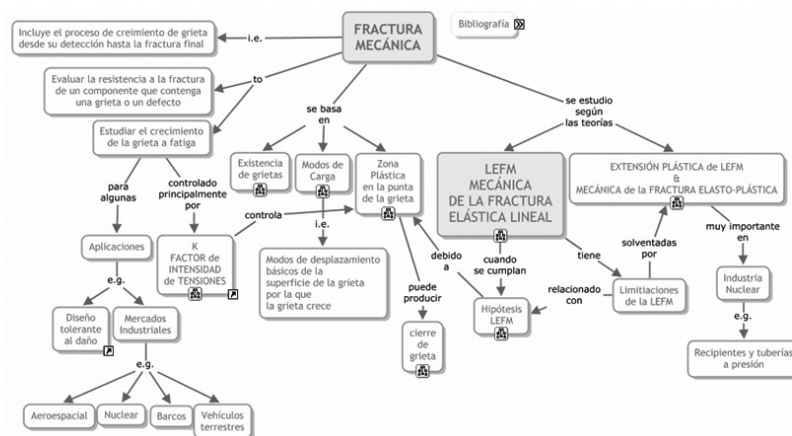 Incluye el proceso de creimiento de grieta
desde su detección hasta la fractura final
i.e.
FRACTURA
MECÁNICA
Bibliografía
Evaluar la resistencia a la fractura
de un componente que contenga
una grieta o un defecto
to
Estudiar el crecimiento
de la grieta a fatiga
se basa
en
se estudio
según
las teorías
Existencia
de grietas
Modos de
Carga
Zona
Plástica
en la punta
de la grieta
LEFM
MECÁNICA
DE LA FRACTURA
ELÁSTICA LINEAL
EXTENSIÓN PLÁSTICA de LEFM
&
MECÁNICA de la FRACTURA ELASTO-PLÁSTICA
para
algunas
controlado
principalmente
por
controla
i.e.
Aplicaciones
K
FACTOR de
INTENSIDAD
de TENSIONES
Modos de desplazamiento
básicos de la
superficie de la grieta
por la que
la grieta crece
debido
a
cuando
se cumplan
tiene
solventadas
por
muy importante
en
puede
producir
Hipótesis
LEFM
relacionado
con
Limitiaciones
de la LEFM
Industria
Nuclear
e.g.
Diseño
tolerante
al daño
Mercados
Industriales
cierre
de
grieta
e.g.
Recipientes y tuberías
a presión
e.g.
Aeroespacial
Nuclear
Barcos
Vehículos
terrestres